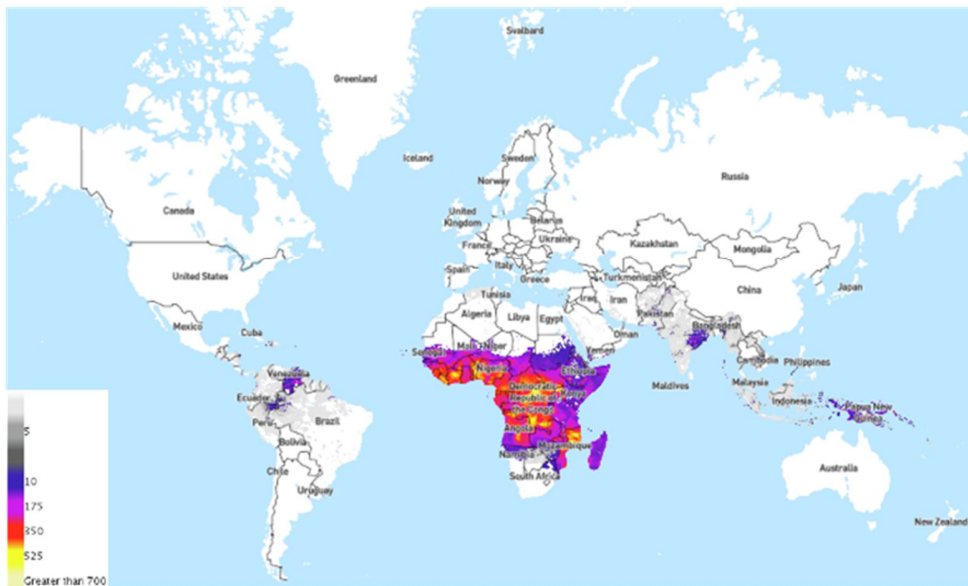 Svalbard
Greenland
Iceland
Sweden
Norway
Russia
Canada
United
Kingdom
Belarus
Ukraine
France
Kazakhstan
Mongolia
United States
Spain
Italy
Greece
Turkmenistan
Japan
Tunisia
Iraq
Iran
China
Algeria
Libya
Egypt
Pakistan
Mexico
Cuba
Oman
Bangladesh
Senegal
Mali
Niger
Yemen
Cambodia
Philippines
Nigeria
Ethiopia
Venezuela
Maldives
Malaysia
Ecuador
Democratic
Republic of
the Congo
Kenya
Indonesia
Papua New
Guinea
Peru
Brazil
Angola
Bolivia
Mozambique
Namibia
Chile
South Africa
Australia
Uruguay
New Zealand
5
10
175
350
525
Greater than 700